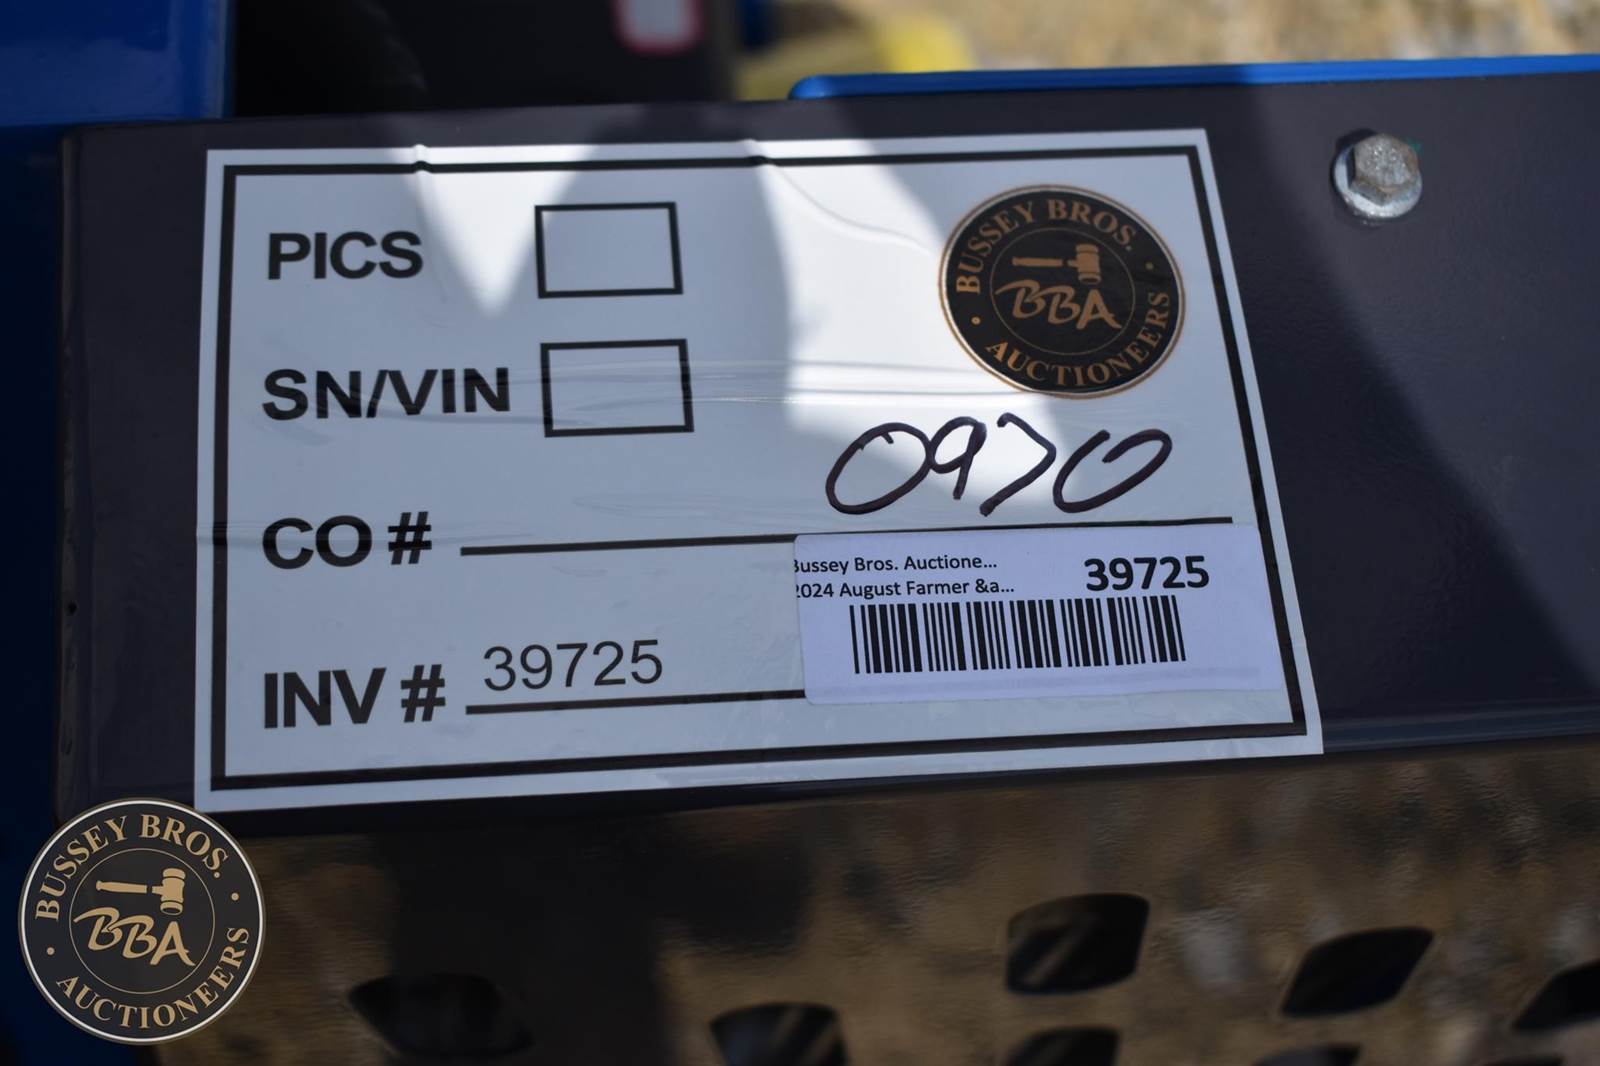 PICS
BUSSEY BROS.
BBA
AUCTIONEERS
SN/VIN
0970
CO #
Bussey Bros. Auctione...
39725
2024 August Farmer &a...
INV # 39725
BUSSEY BROS.
BBA
AUCTIONEERS